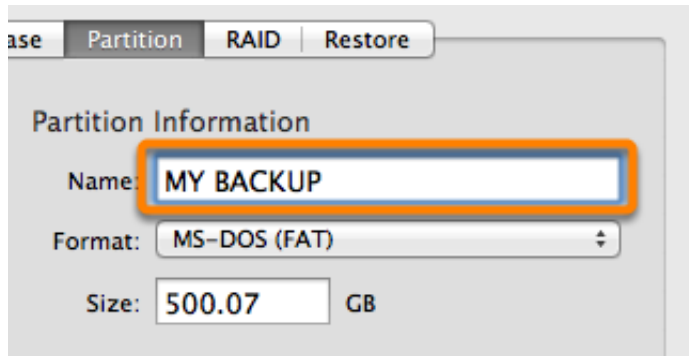 ase Partition RAID Restore
Partition Information
Name: MY BACKUP
Format: MS-DOS (FAT)
Size: 500.07 GB